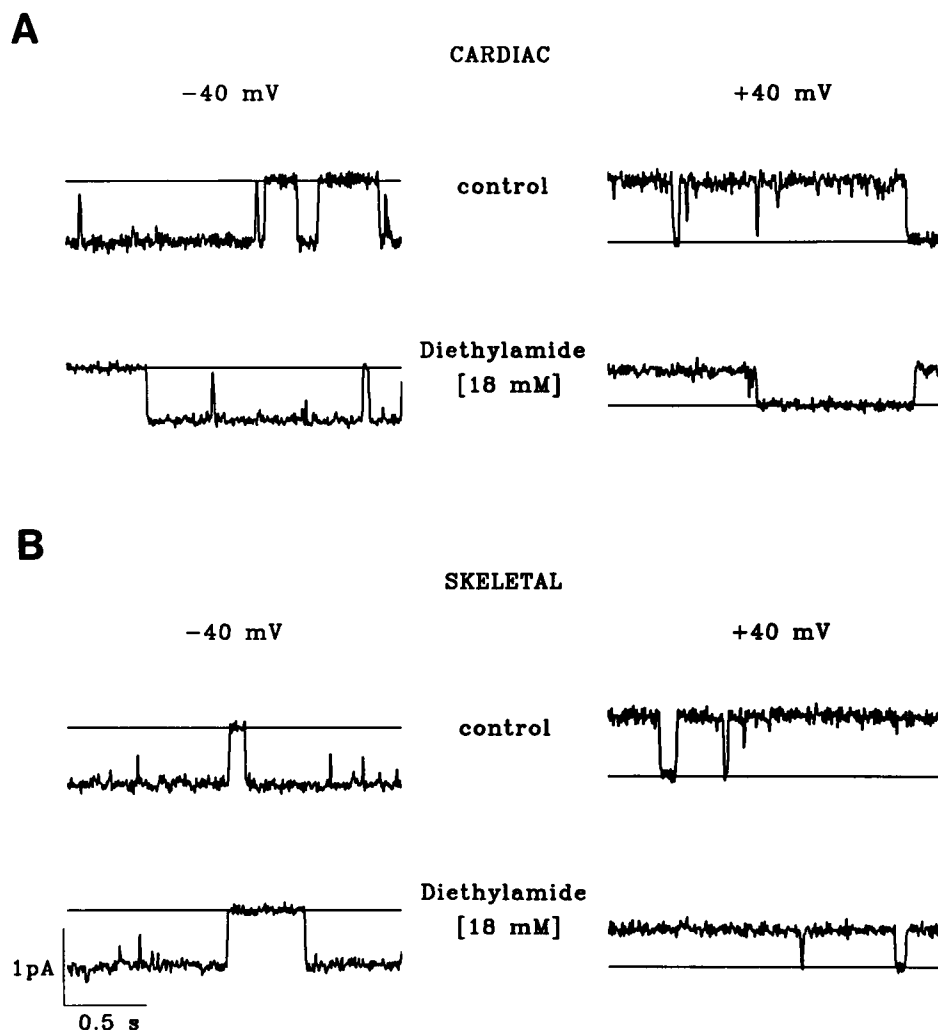 A
CARDIAC
−40 mV
+40 mV
control
Diethylamide
[18 mM]
B
SKELETAL
−40 mV
+40 mV
control
Diethylamide
[18 mM]
1pA
0.5 s